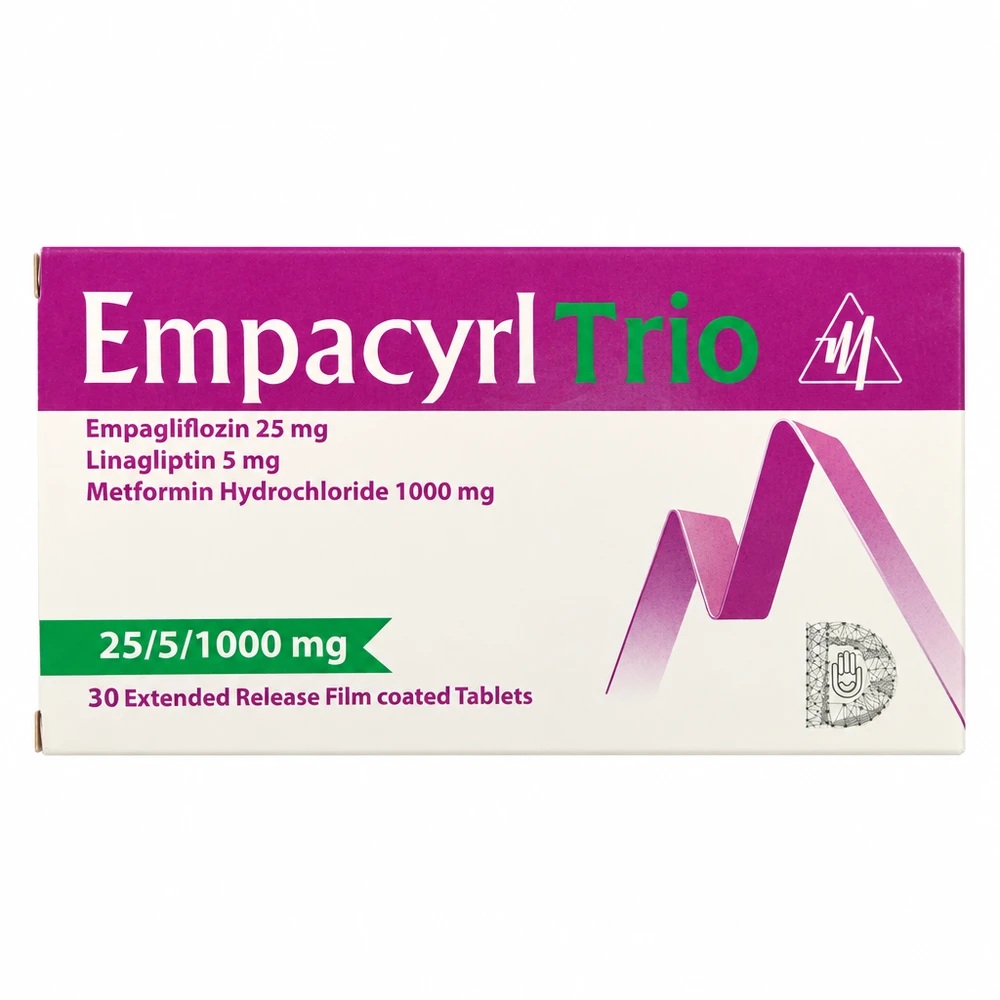 Empacyrl Trio
Empagliflozin 25 mg
Linagliptin 5 mg
Metformin Hydrochloride 1000 mg
25/5/1000 mg
30 Extended Release Film coated Tablets